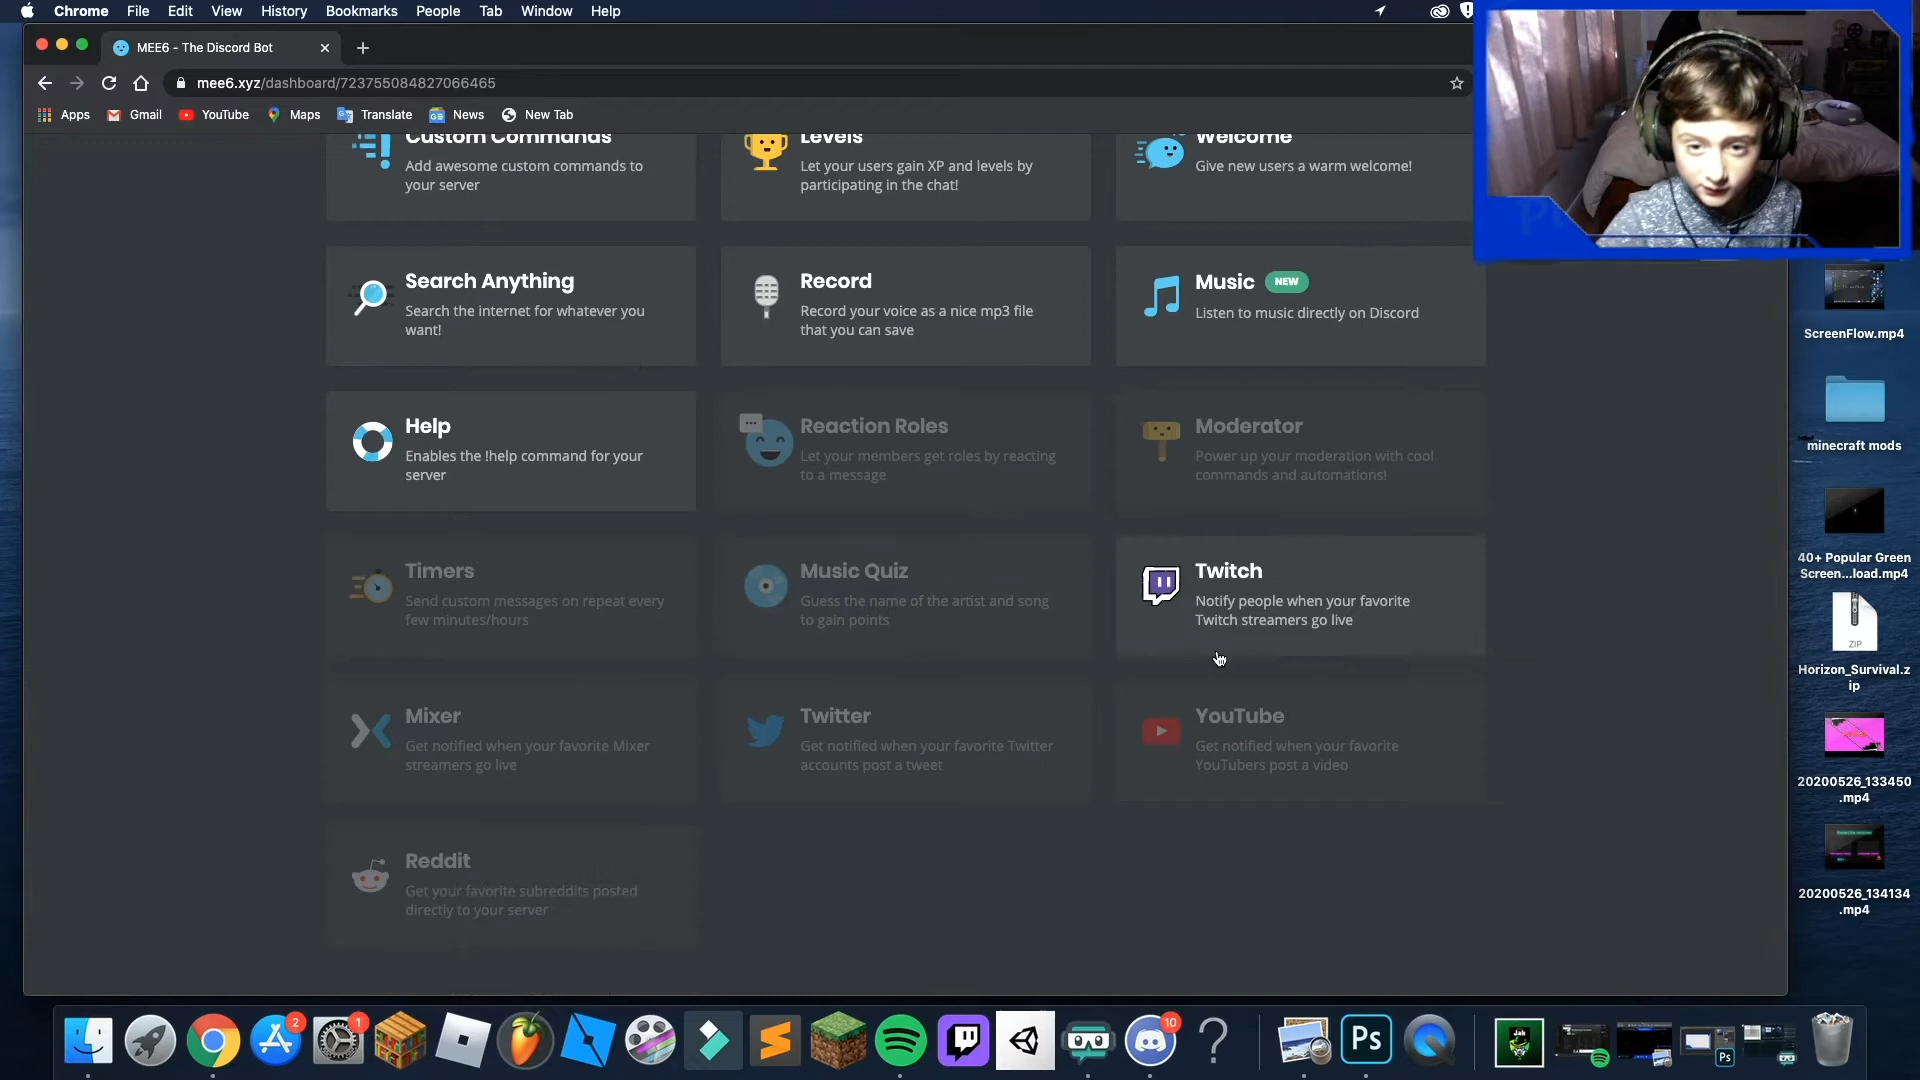 Chrome File Edit View History Bookmarks People Tab Window Help
MEE6 - The Discord Bot
mee6.xyz/dashboard/723755084827066465
Apps Gmail YouTube Maps Translate News New Tab
Custom Commands
Add awesome custom commands to
your server
Levels
Let your users gain XP and levels by
participating in the chat!
Welcome
Give new users a warm welcome!
Search Anything
Search the internet for whatever you
want!
Record
Record your voice as a nice mp3 file
that you can save
Music NEW
Listen to music directly on Discord
Help
Enables the !help command for your
server
Reaction Roles
Let your members get roles by reacting
to a message
Moderator
Power up your moderation with cool
commands and automations!
Timers
Send custom messages on repeat every
few minutes/hours
Music Quiz
Guess the name of the artist and song
to gain points
Twitch
Notify people when your favorite
Twitch streamers go live
Mixer
Get notified when your favorite Mixer
streamers go live
Twitter
Get notified when your favorite Twitter
accounts post a tweet
YouTube
Get notified when your favorite
YouTubers post a video
Reddit
Get your favorite subreddits posted
directly to your server
ScreenFlow.mp4
minecraft mods
40+ Popular Green
Screen...load.mp4
ZIP
Horizon_Survival.z
ip
20200526_133450
.mp4
20200526_134134
.mp4
2
1
10
Ps
Ps